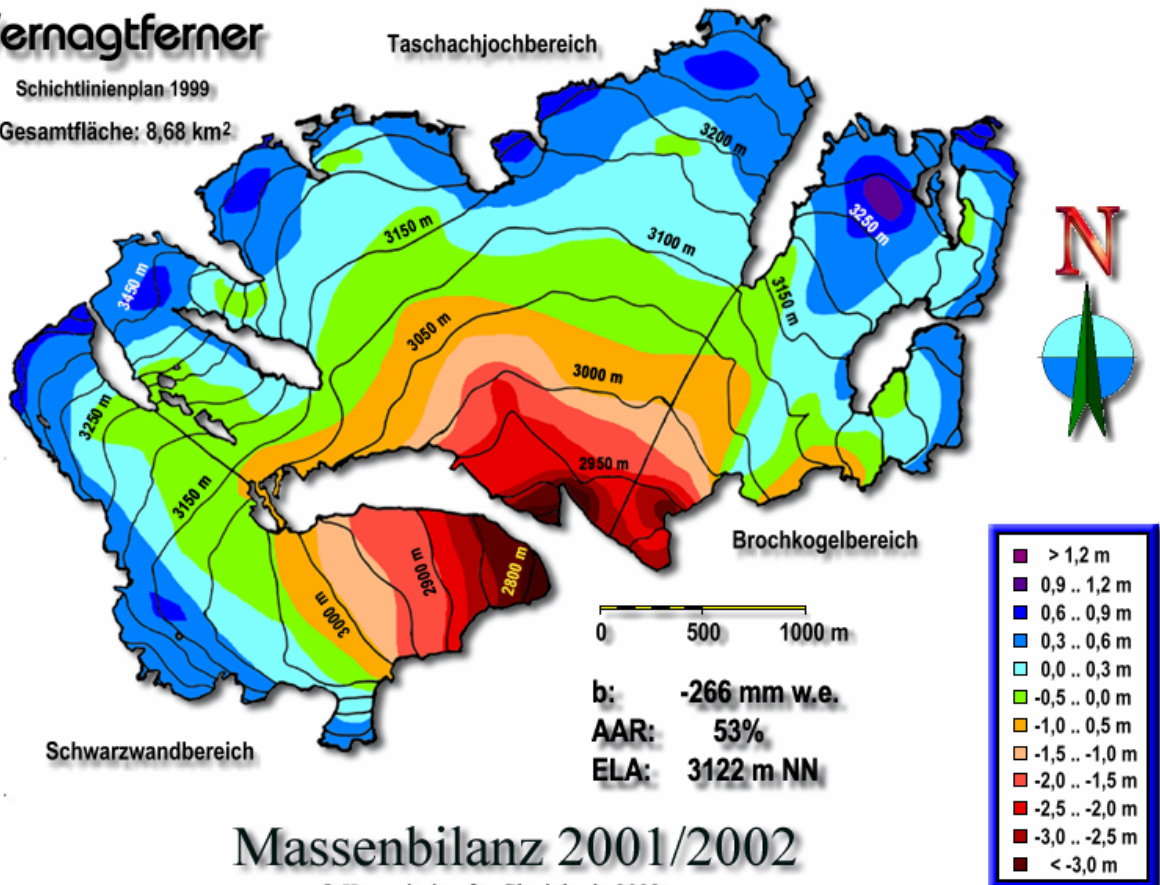 ernagtferner
Schichtlinienplan 1999
Gesamtfläche: 8,68 km²
Taschachjochbereich
3200 m
3250 m
3150 m
3100 m
3450 m
3150 m
3050 m
3000 m
3250 m
2950 m
3150 m
N
Brochkogelbereich
2900 m
2800 m
3000 m
0 500 1000 m
b: -266 mm w.e.
AAR: 53%
ELA: 3122 m NN
Schwarzwandbereich
> 1,2 m
0,9 .. 1,2 m
0,6 .. 0,9 m
0,3 .. 0,6 m
0,0 .. 0,3 m
-0,5 .. 0,0 m
-1,0 .. 0,5 m
-1,5 .. -1,0 m
-2,0 .. -1,5 m
-2,5 .. -2,0 m
-3,0 .. -2,5 m
< -3,0 m
Massenbilanz 2001/2002